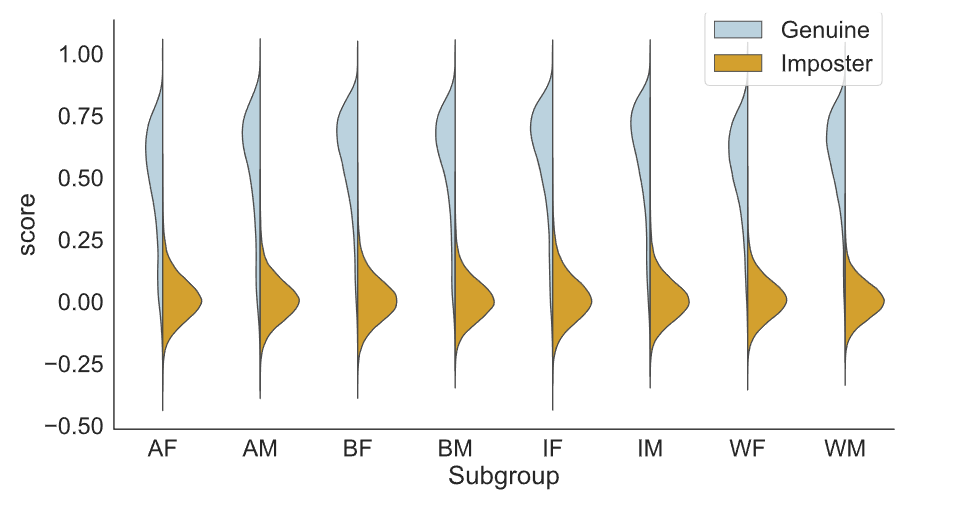 Genuine
Imposter
1.00
0.75
0.50
0.25
0.00
−0.25
−0.50
score
AF AM BF BM IF IM WF WM
Subgroup